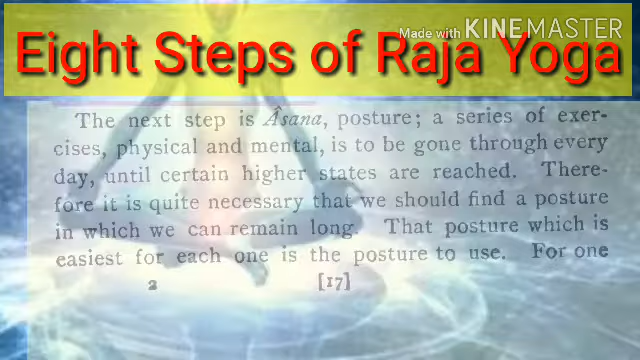 Made with KINEMASTER
Eight Steps of Raja Yoga
The next step is Âsana, posture; a series of exer-
cises, physical and mental, is to be gone through every
day, until certain higher states are reached. There-
fore it is quite necessary that we should find a posture
in which we can remain long. That posture which is
easiest for each one is the posture to use. For one
2 [17]